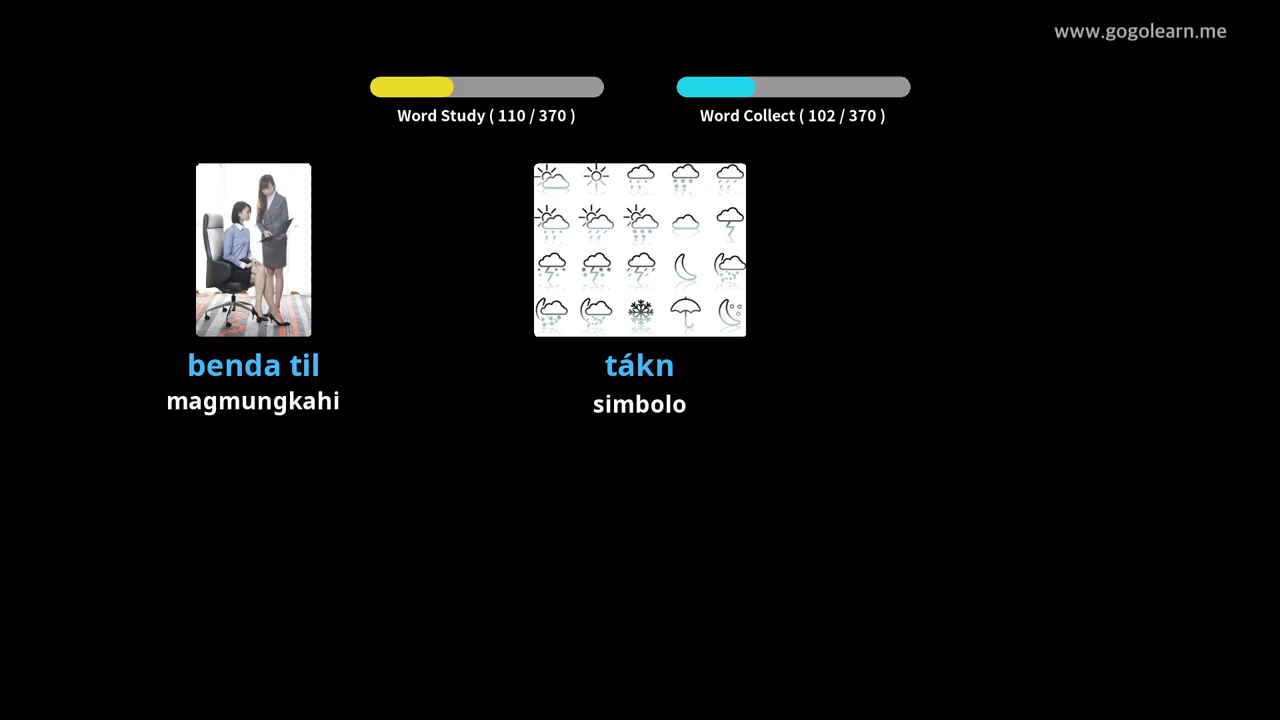 www.gogolearn.me
Word Study ( 110 / 370 )
Word Collect ( 102 / 370 )
benda til
magmungkahi
tákn
simbolo